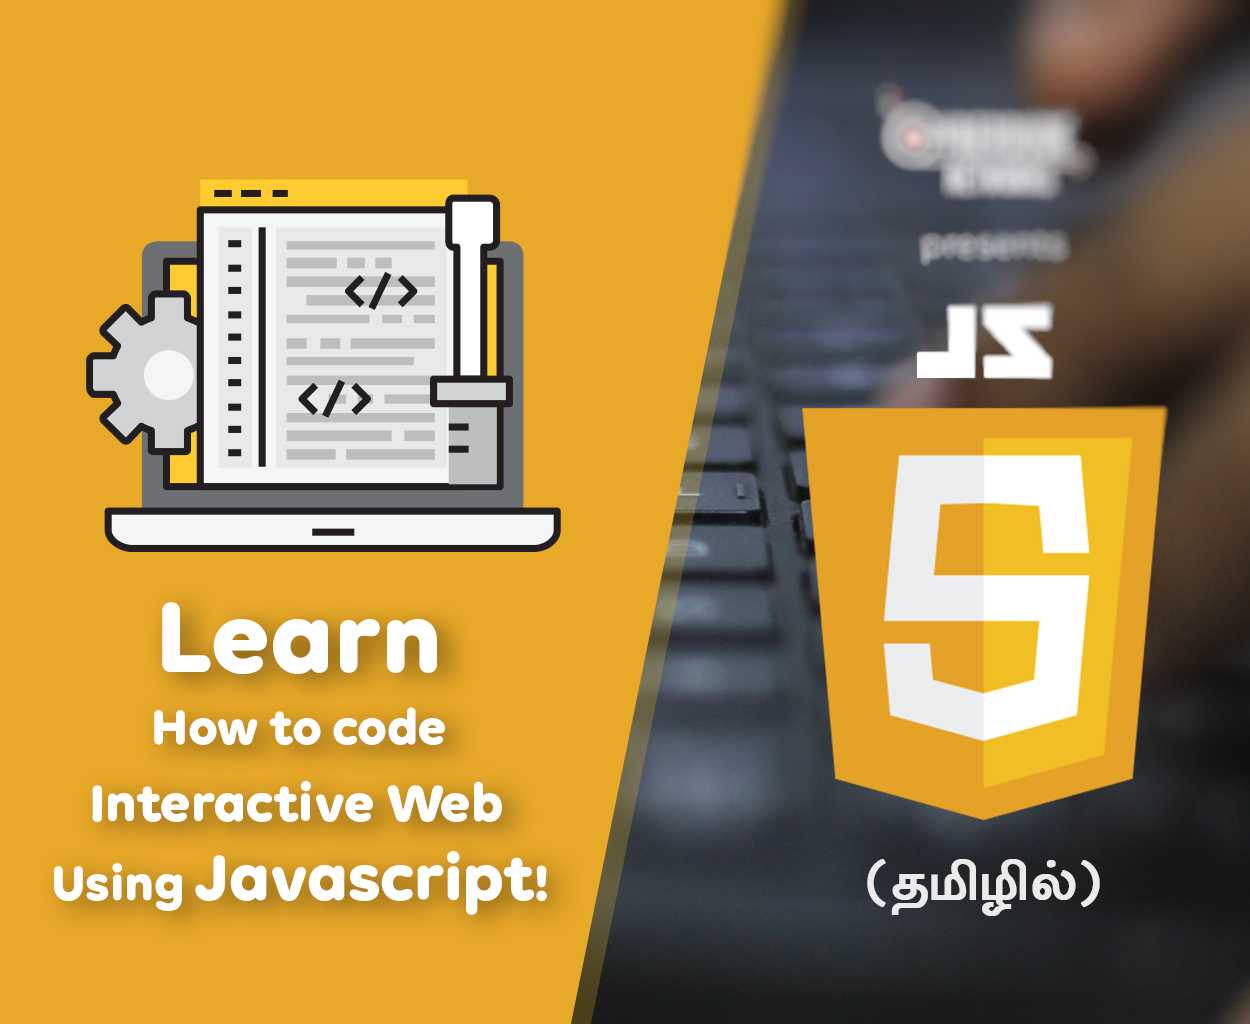 Learn
How to code
Interactive Web
Using Javascript!
presents
JS
(தமிழில்)